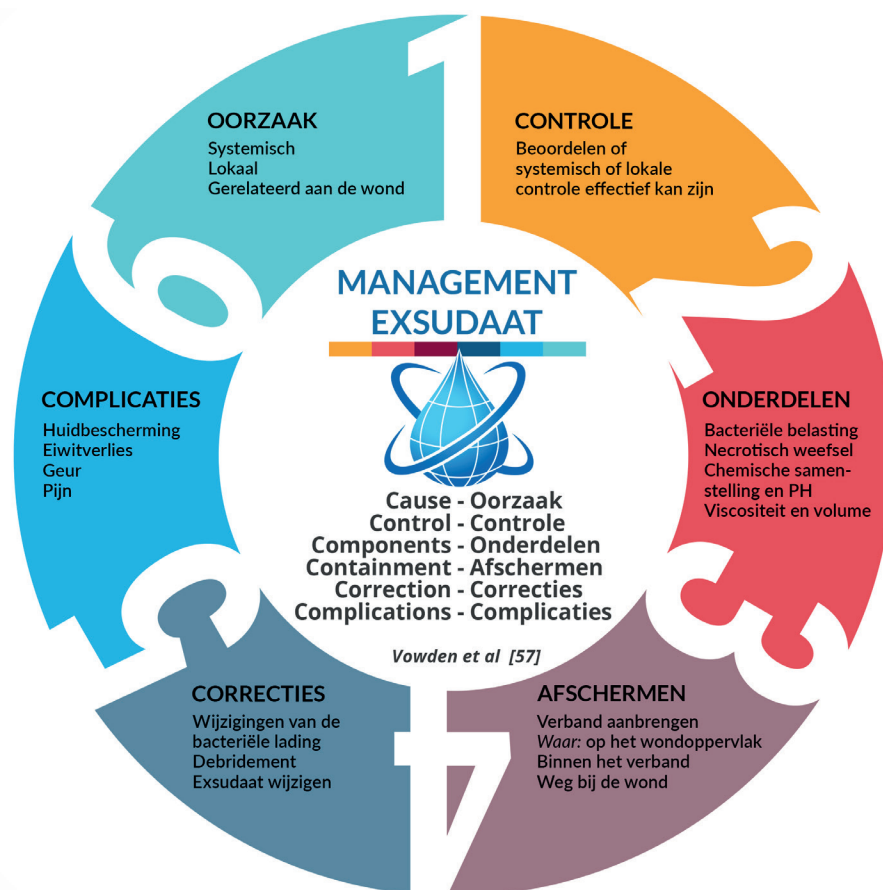 1
OORZAAK
Systemisch
Lokaal
Gerelateerd aan de wond
CONTROLE
Beoordelen of
systemisch of lokale
controle effectief kan zijn
2
ONDERDELEN
Bacteriële belasting
Necrotisch weefsel
Chemische samen-
stelling en PH
Viscositeit en volume
3
AFSCHERMEN
Verband aanbrengen
Waar: op het wondoppervlak
Binnen het verband
Weg bij de wond
4
CORRECTIES
Wijzigingen van de
bacteriële lading
Debridement
Exsudaat wijzigen
5
COMPLICATIES
Huidbescherming
Eiwitverlies
Geur
Pijn
6
MANAGEMENT
EXSUDAAT
Cause - Oorzaak
Control - Controle
Components - Onderdelen
Containment - Afschermen
Correction - Correcties
Complications - Complicaties
Vowden et al [57]